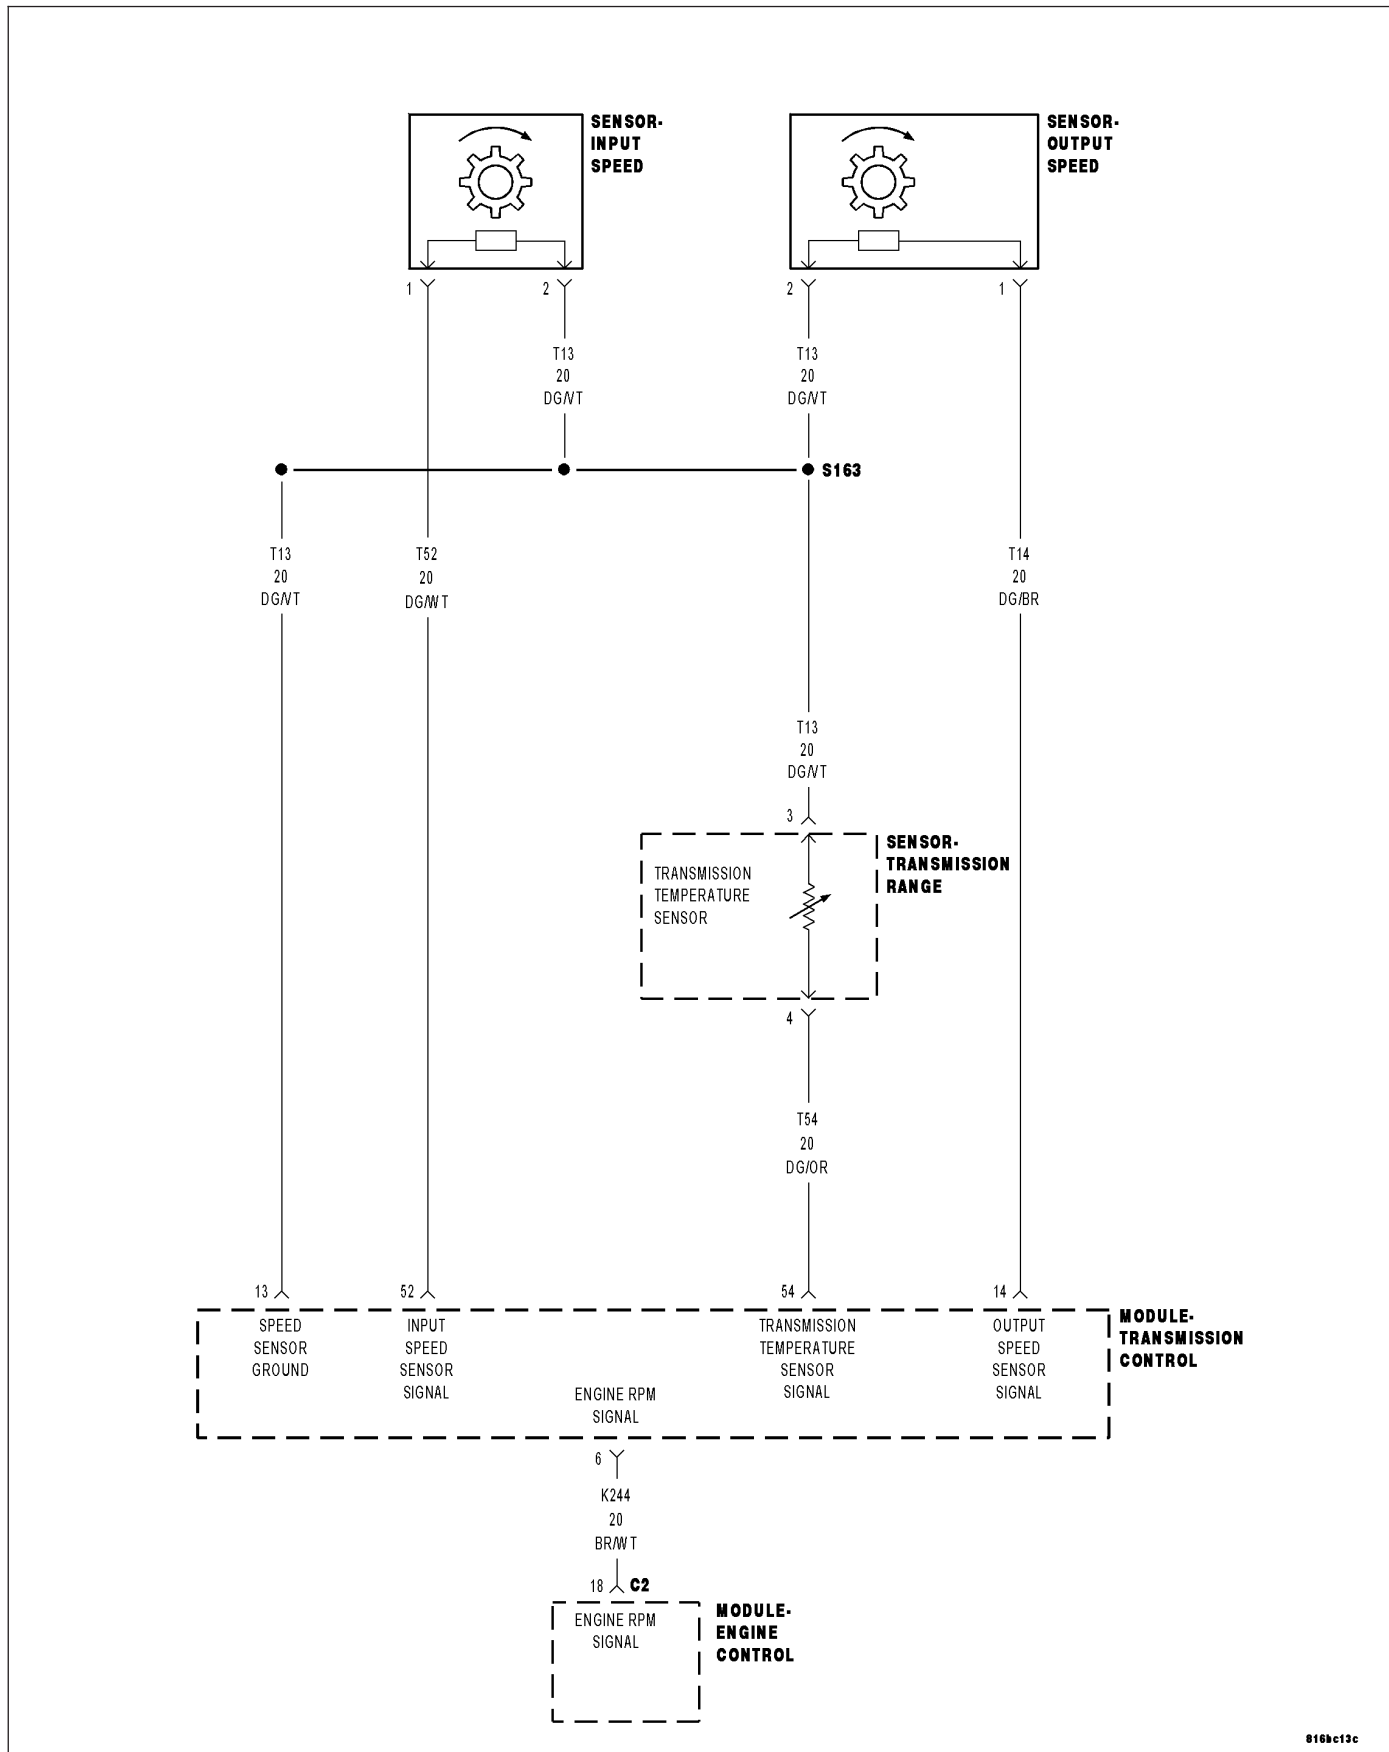 SENSOR-
INPUT
SPEED
SENSOR-
OUTPUT
SPEED
1
2
2
1
T13
20
DG/VT
T13
20
DG/VT
S163
T13
20
DG/VT
T52
20
DG/WT
T14
20
DG/BR
T13
20
DG/VT
3
SENSOR-
TRANSMISSION
RANGE
TRANSMISSION
TEMPERATURE
SENSOR
4
T54
20
DG/OR
13
52
54
14
SPEED
SENSOR
GROUND
INPUT
SPEED
SENSOR
SIGNAL
ENGINE RPM
SIGNAL
TRANSMISSION
TEMPERATURE
SENSOR
SIGNAL
OUTPUT
SPEED
SENSOR
SIGNAL
MODULE-
TRANSMISSION
CONTROL
6
K244
20
BR/WT
18
C2
ENGINE RPM
SIGNAL
MODULE-
ENGINE
CONTROL
816bc13c